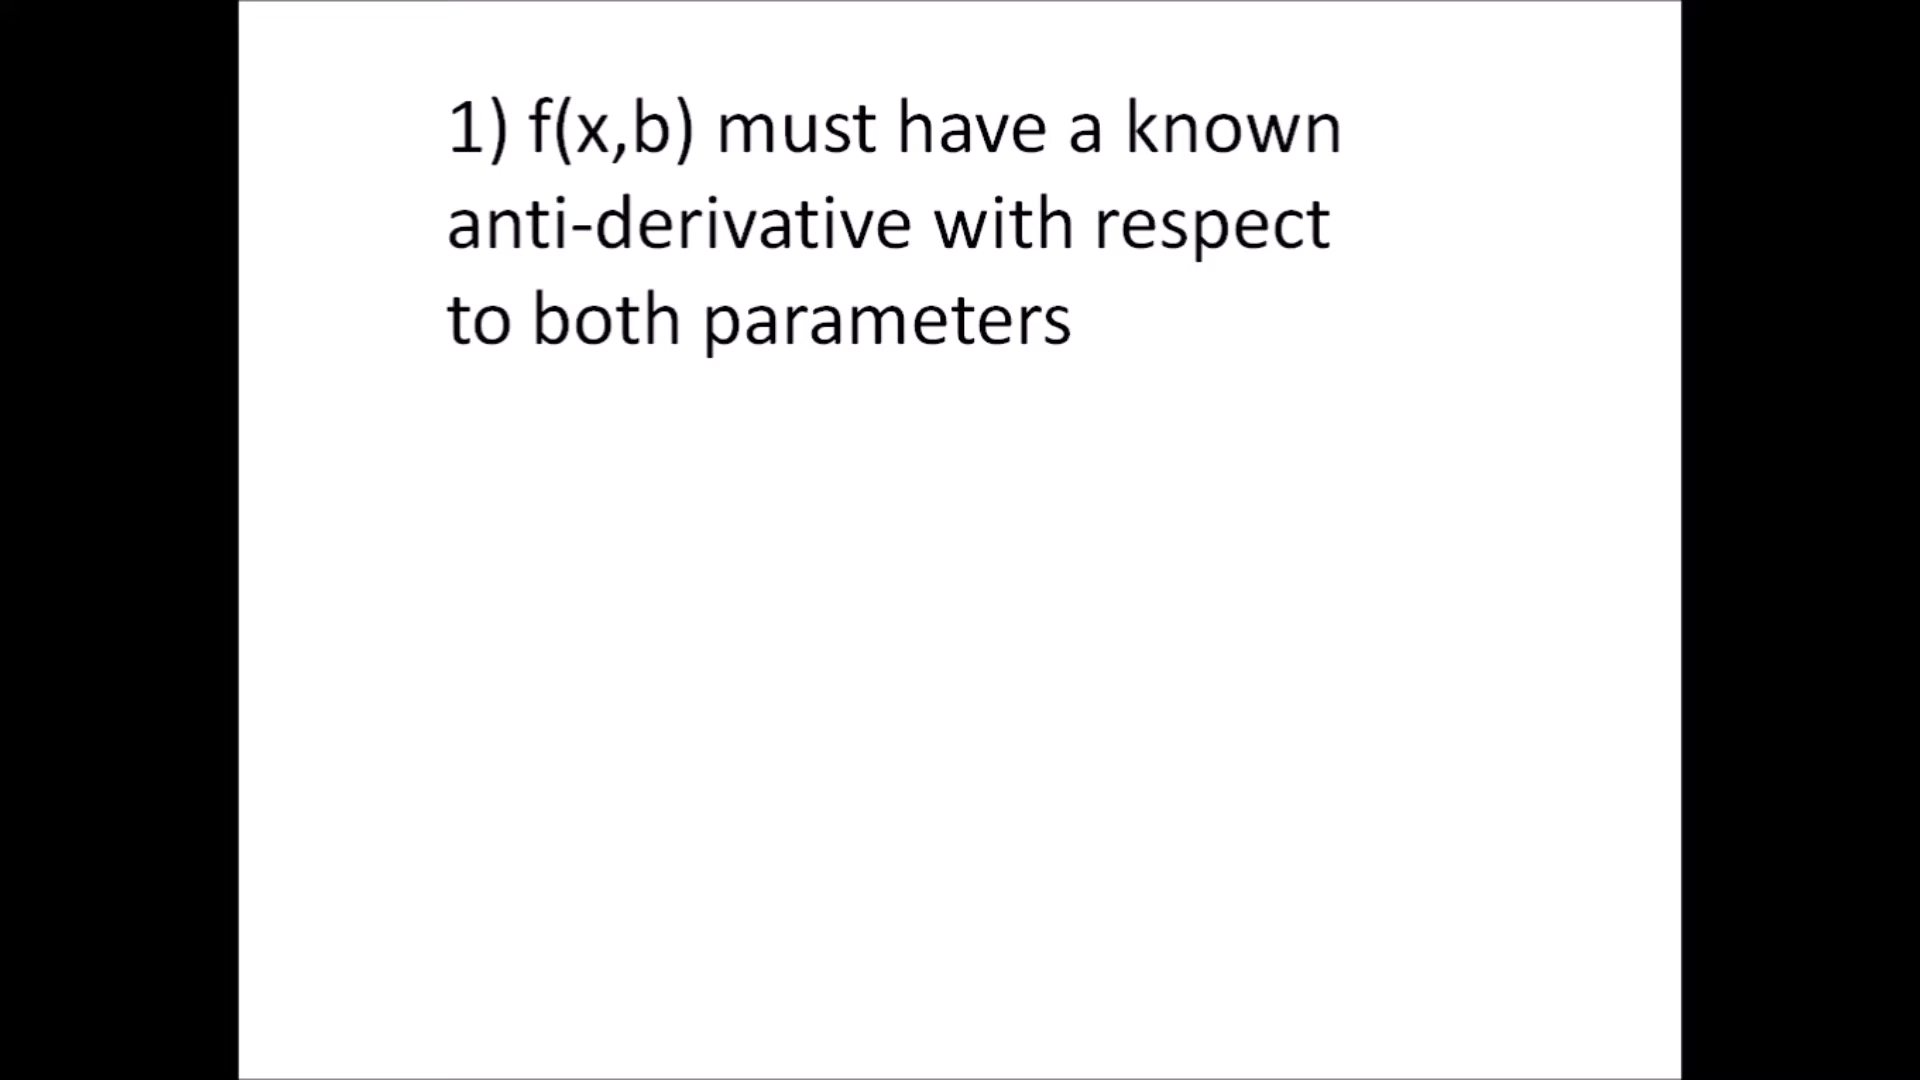 1) f(x,b) must have a known
anti-derivative with respect
to both parameters